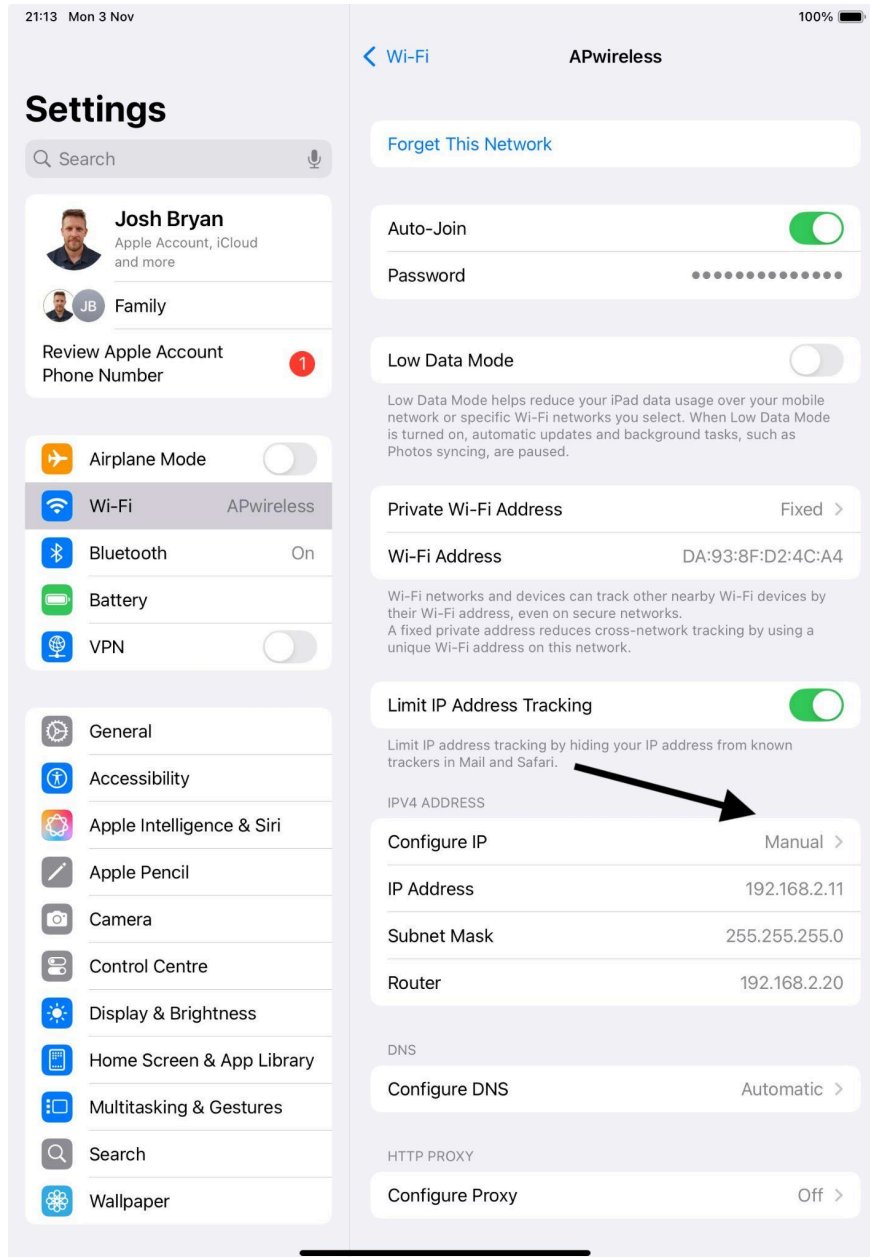 21:13 Mon 3 Nov
100%
Settings
Search
Josh Bryan
Apple Account, iCloud
and more
JB
Family
Review Apple Account
Phone Number
1
Airplane Mode
Wi-Fi APwireless
Bluetooth On
Battery
VPN
General
Accessibility
Apple Intelligence & Siri
Apple Pencil
Camera
Control Centre
Display & Brightness
Home Screen & App Library
Multitasking & Gestures
Search
Wallpaper
Wi-Fi
APwireless
Forget This Network
Auto-Join
Password ●●●●●●●●●●●●●●
Low Data Mode
Low Data Mode helps reduce your iPad data usage over your mobile
network or specific Wi-Fi networks you select. When Low Data Mode
is turned on, automatic updates and background tasks, such as
Photos syncing, are paused.
Private Wi-Fi Address Fixed
Wi-Fi Address DA:93:8F:D2:4C:A4
Wi-Fi networks and devices can track other nearby Wi-Fi devices by
their Wi-Fi address, even on secure networks.
A fixed private address reduces cross-network tracking by using a
unique Wi-Fi address on this network.
Limit IP Address Tracking
Limit IP address tracking by hiding your IP address from known
trackers in Mail and Safari.
IPV4 ADDRESS
Configure IP Manual
IP Address 192.168.2.11
Subnet Mask 255.255.255.0
Router 192.168.2.20
DNS
Configure DNS Automatic
HTTP PROXY
Configure Proxy Off